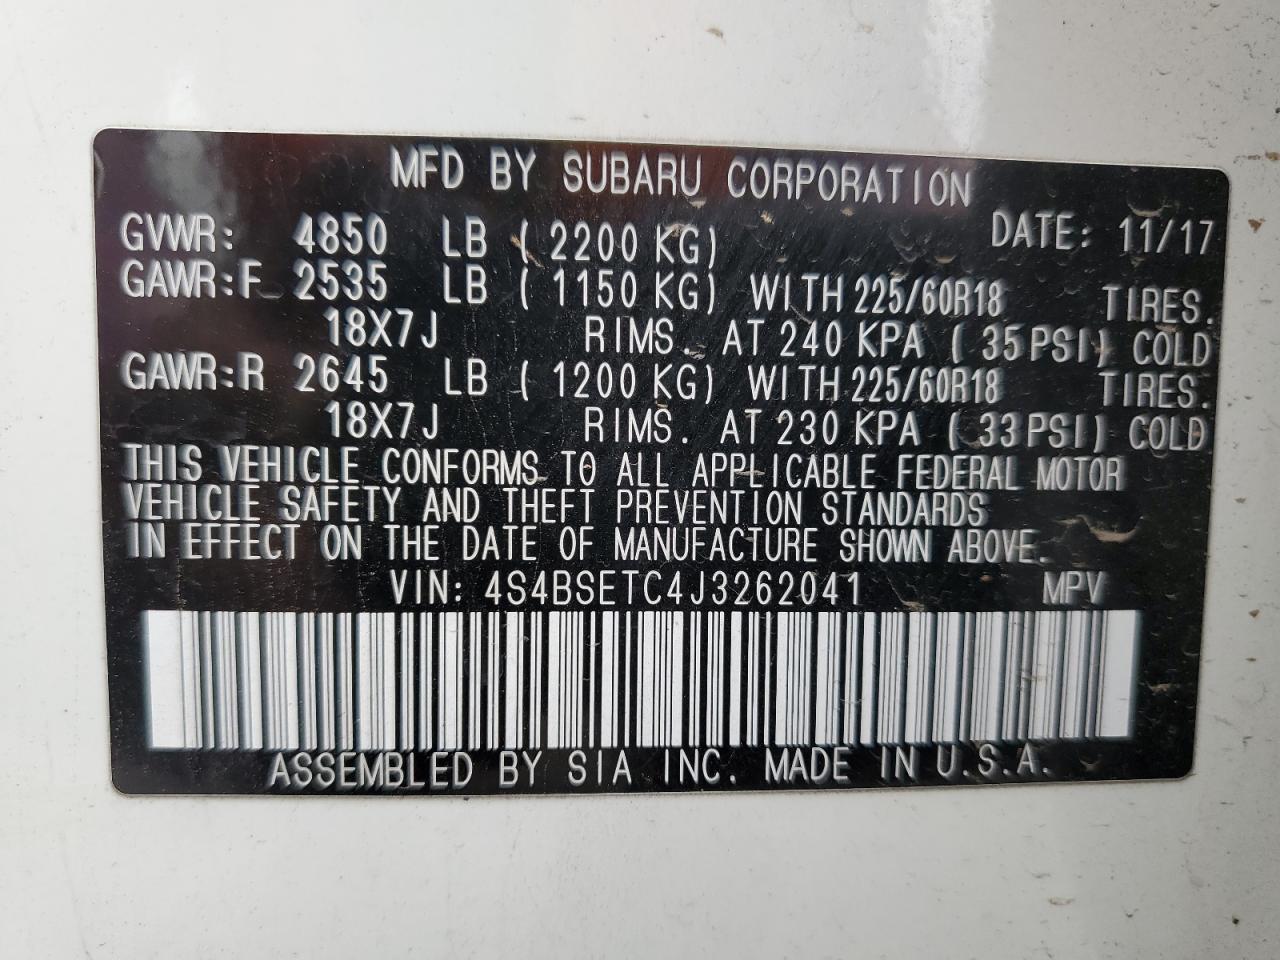 MFD BY SUBARU CORPORATION
GVWR: 4850 LB ( 2200 KG) DATE: 11/17
GAWR:F 2535 LB ( 1150 KG) WITH 225/60R18 TIRES.
18X7J RIMS. AT 240 KPA ( 35 PSI) COLD
GAWR:R 2645 LB ( 1200 KG) WITH 225/60R18 TIRES.
18X7J RIMS. AT 230 KPA ( 33 PSI) COLD
THIS VEHICLE CONFORMS TO ALL APPLICABLE FEDERAL MOTOR
VEHICLE SAFETY AND THEFT PREVENTION STANDARDS
IN EFFECT ON THE DATE OF MANUFACTURE SHOWN ABOVE.
VIN: 4S4BSETC4J3262041 MPV
ASSEMBLED BY SIA INC. MADE IN U.S.A.